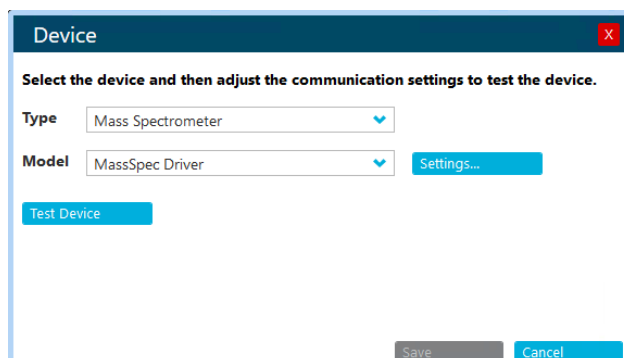 Device
X
Select the device and then adjust the communication settings to test the device.
Type Mass Spectrometer
Model MassSpec Driver Settings...
Test Device
Save Cancel